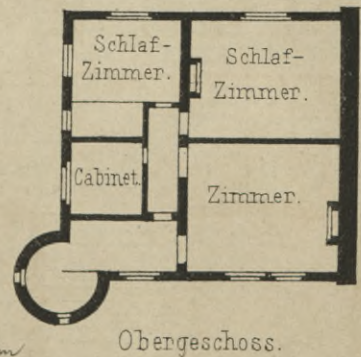 Schlaf-
Zimmer.
Schlaf-
Zimmer.
Cabinet.
Zimmer.
Obergeschoss.